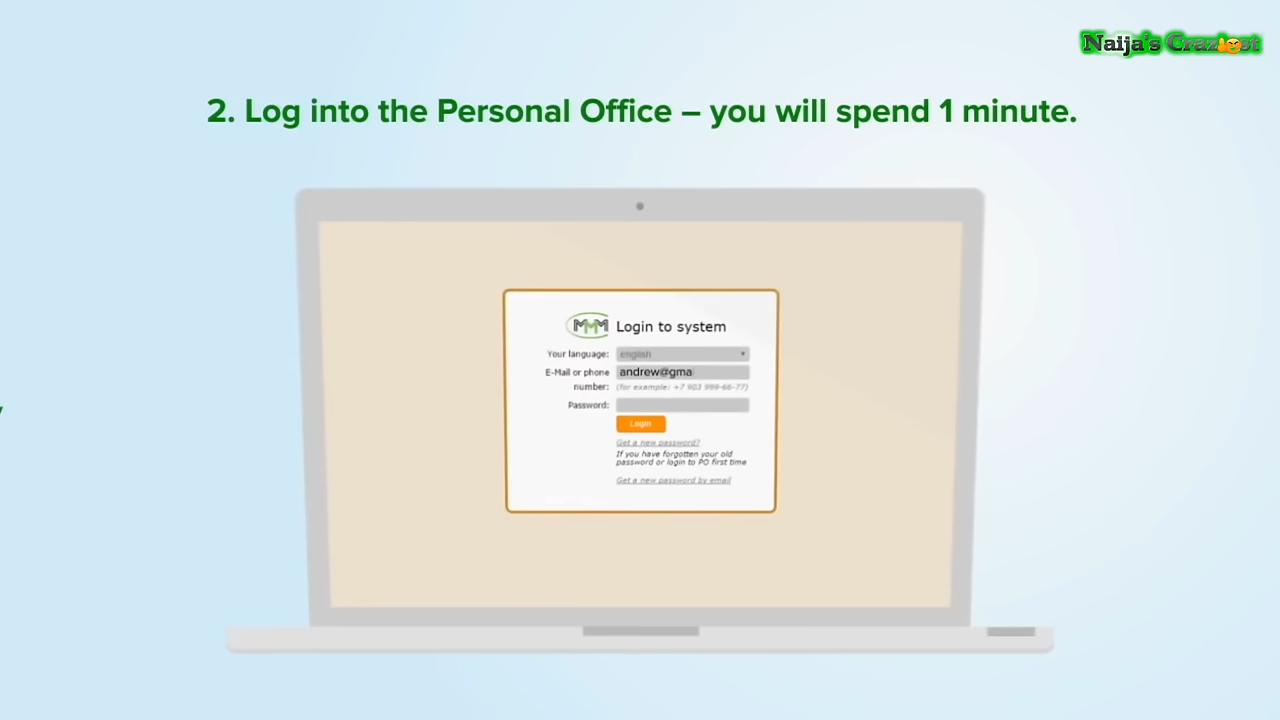 Naija's Craziest
2. Log into the Personal Office – you will spend 1 minute.
MMM Login to system
Your language: english
E-Mail or phone number: andrew@gma
(for example: +7 903 999-66-77)
Password:
Login
Get a new password?
If you have forgotten your old
password or login to PO first time
Get a new password by email